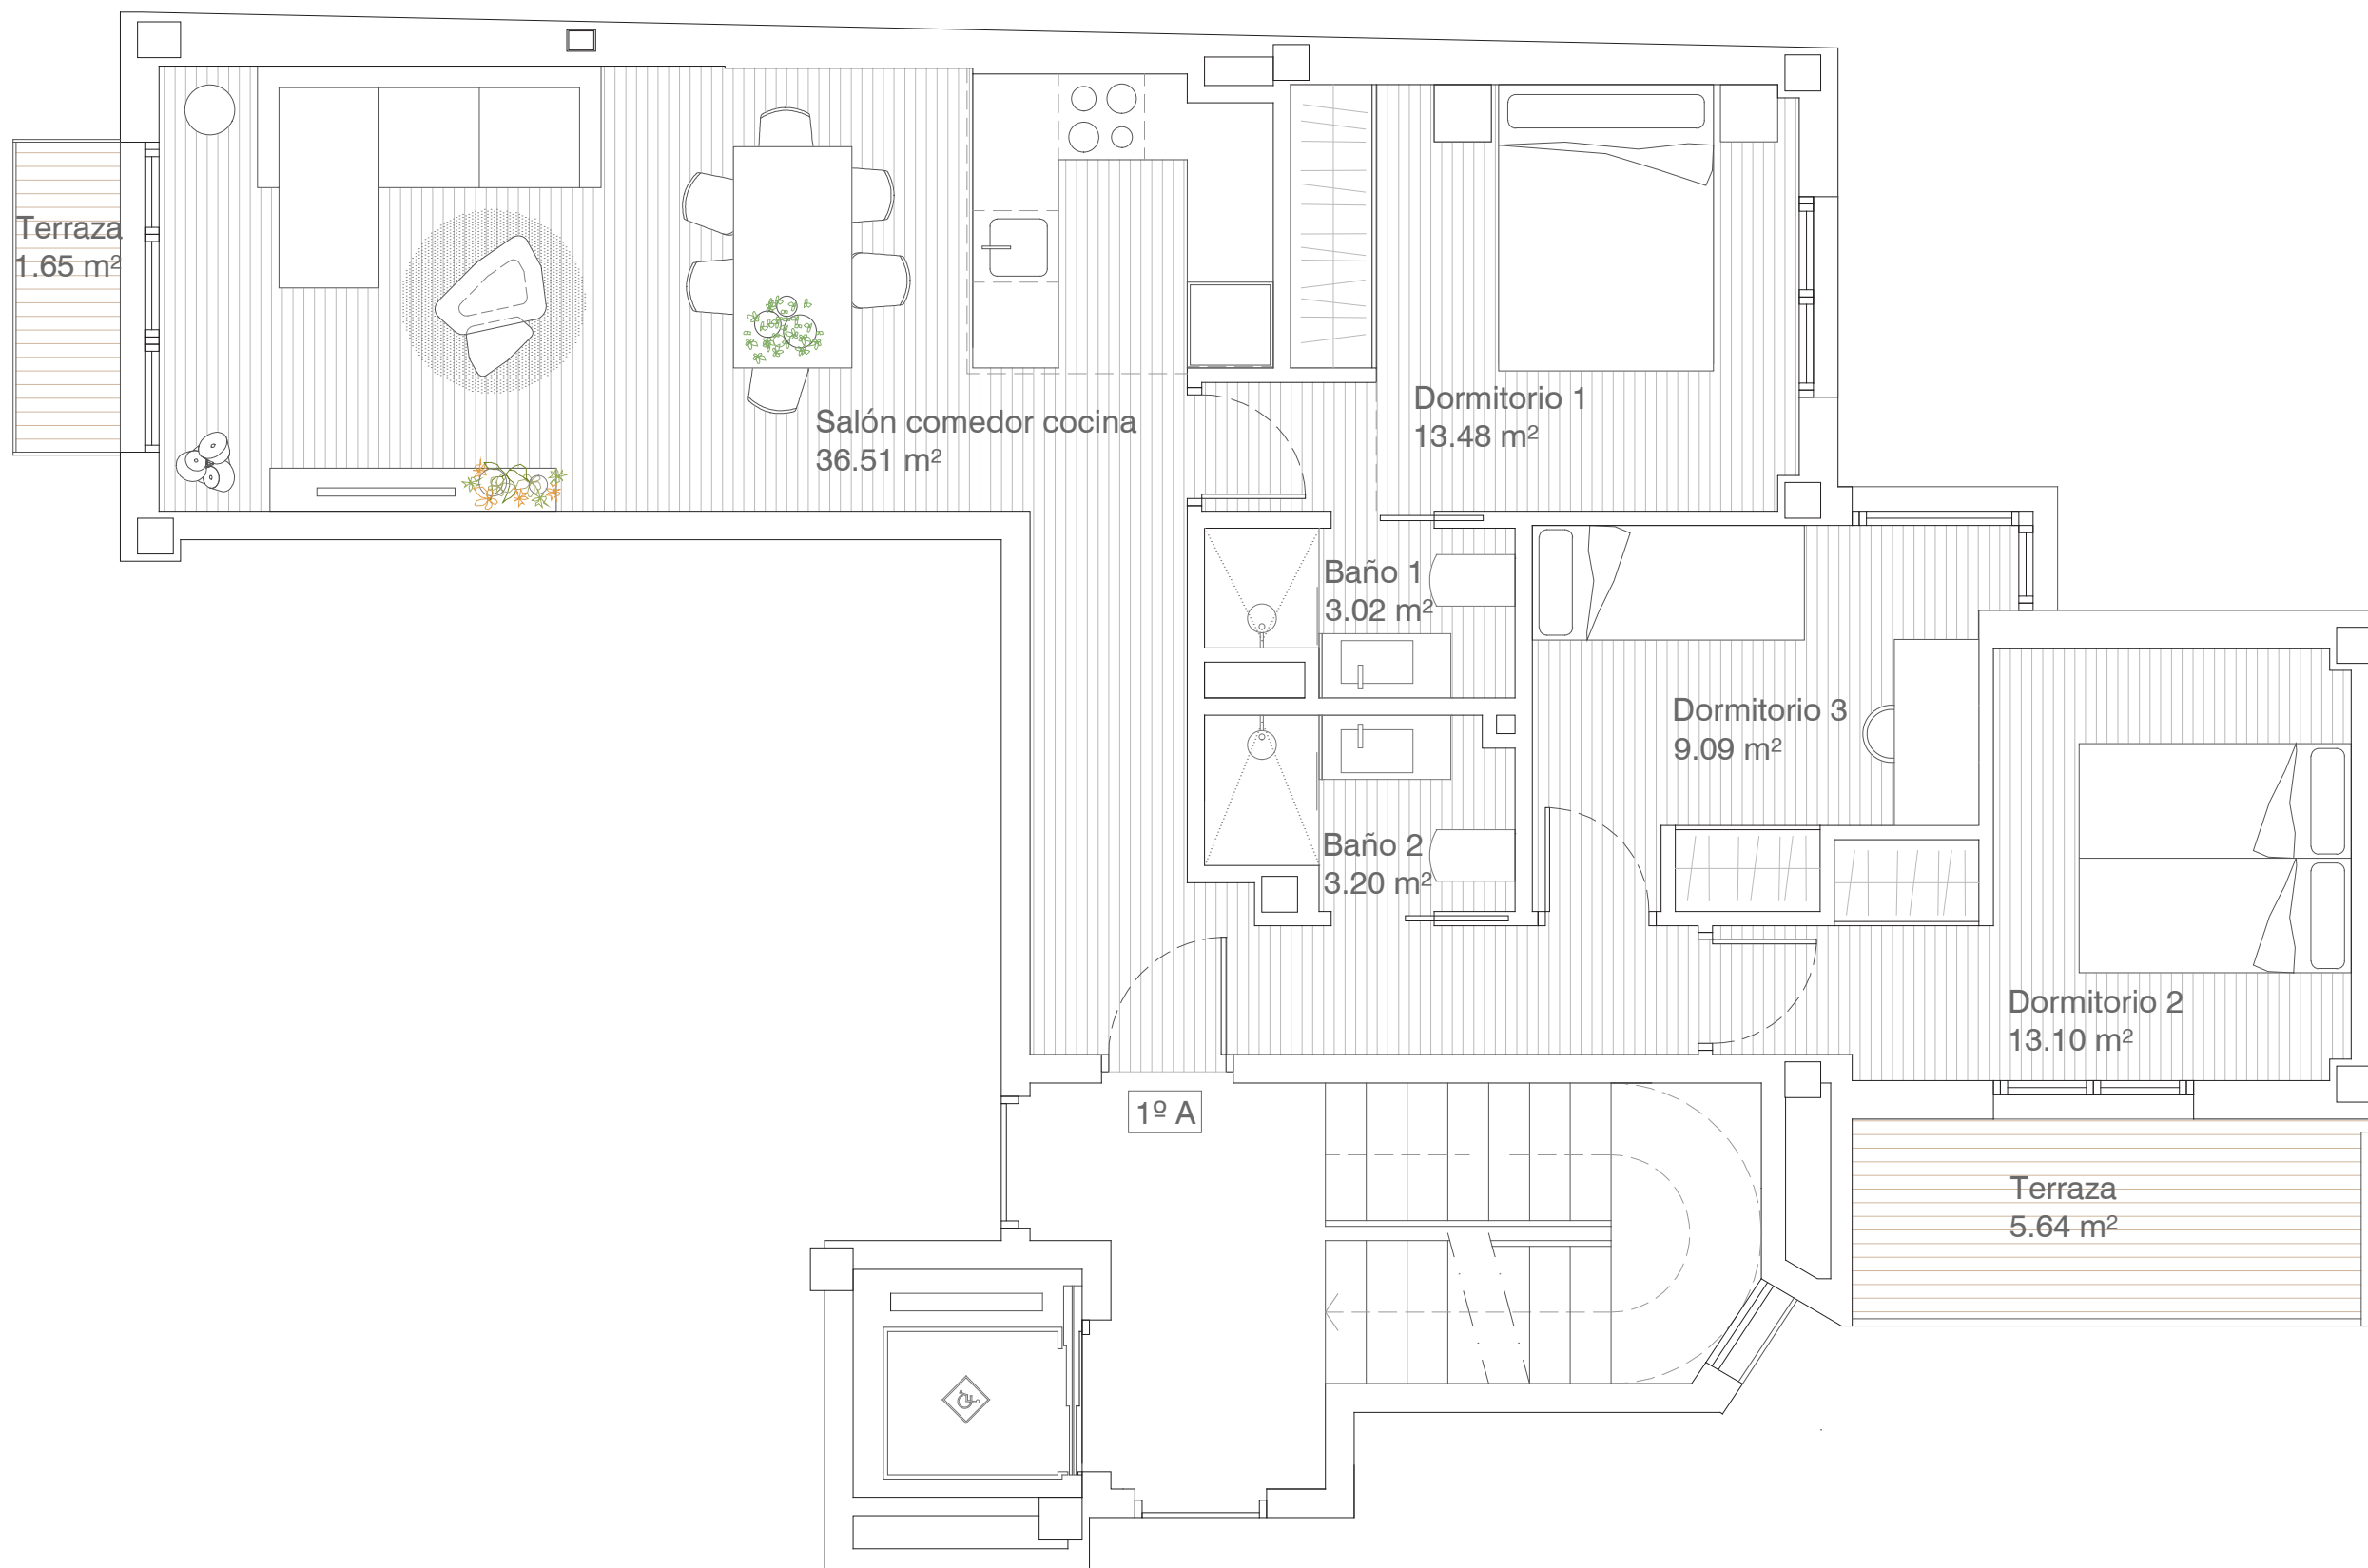 Terraza
1.65 m²
Salón comedor cocina
36.51 m²
Dormitorio 1
13.48 m²
Baño 1
3.02 m²
Dormitorio 3
9.09 m²
Baño 2
3.20 m²
Dormitorio 2
13.10 m²
1º A
Terraza
5.64 m²